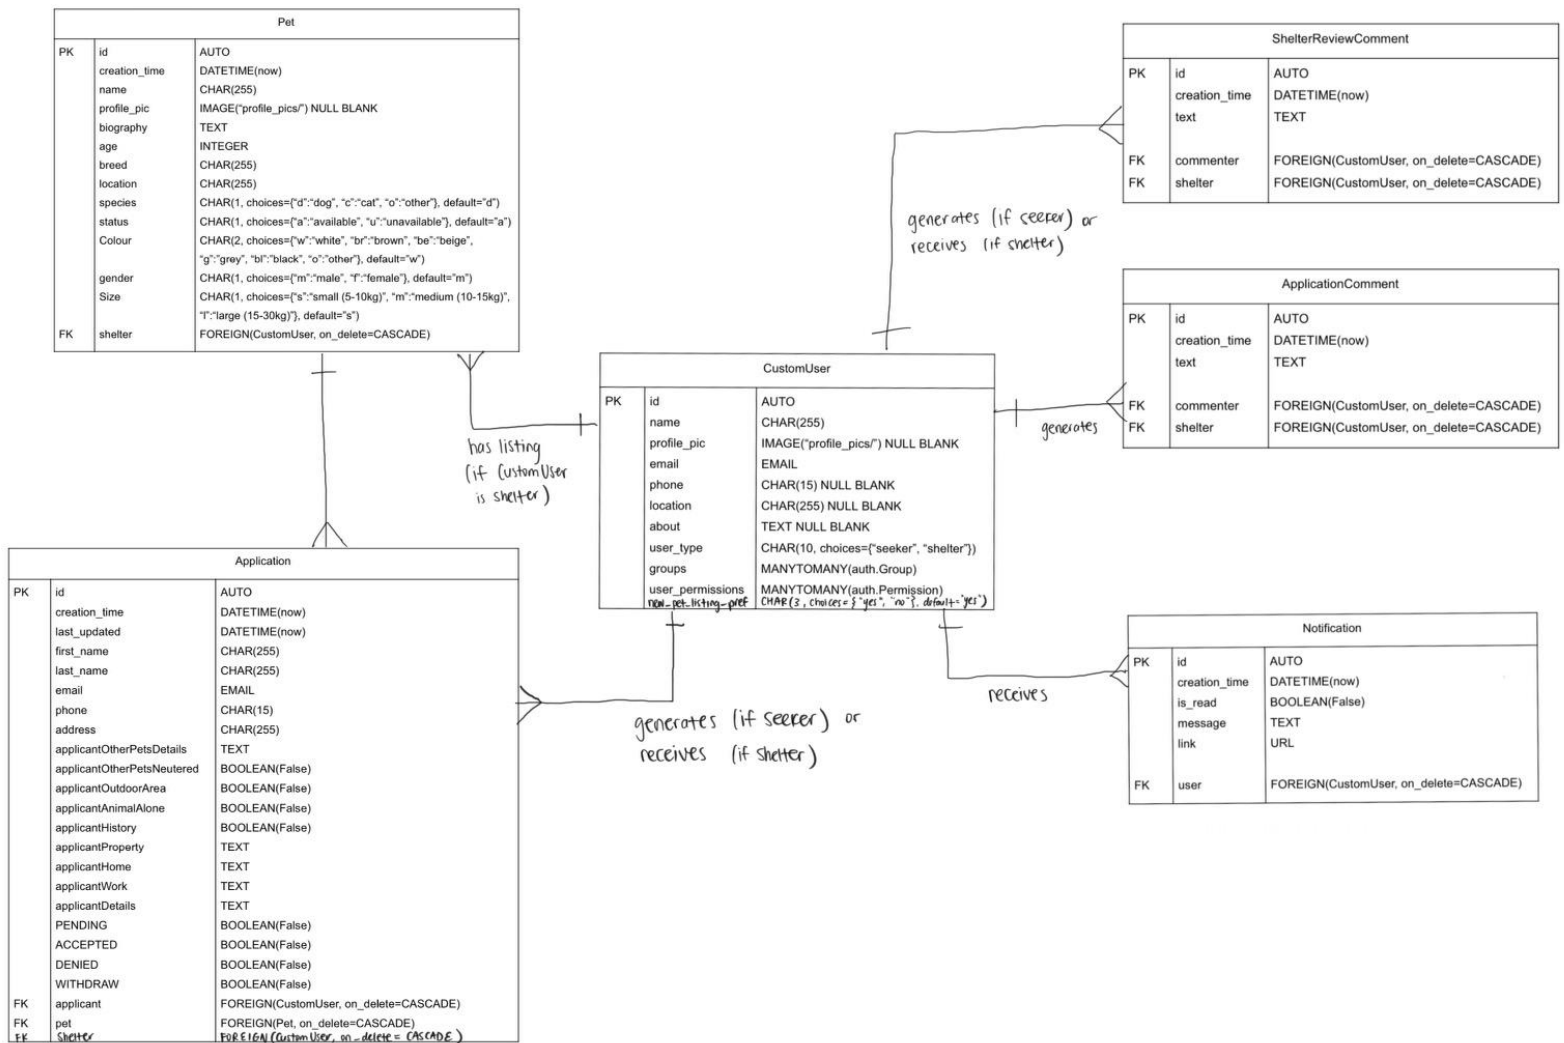 Pet
PK id AUTO
creation_time DATETIME(now)
name CHAR(255)
profile_pic IMAGE("profile_pics/") NULL BLANK
biography TEXT
age INTEGER
breed CHAR(255)
location CHAR(255)
species CHAR(1, choices={"d":"dog", "c":"cat", "o":"other"}, default="d")
status CHAR(1, choices={"a":"available", "u":"unavailable"}, default="a")
Colour CHAR(2, choices={"w":"white", "br":"brown", "be":"beige",
"g":"grey", "bl":"black", "o":"other"}, default="w")
gender CHAR(1, choices={"m":"male", "f":"female"}, default="m")
Size CHAR(1, choices={"s":"small (5-10kg)", "m":"medium (10-15kg)",
"l":"large (15-30kg)"}, default="s")
FK shelter FOREIGN(CustomUser, on_delete=CASCADE)
has listing
(if CustomUser
is shelter)
Application
PK id AUTO
creation_time DATETIME(now)
last_updated DATETIME(now)
first_name CHAR(255)
last_name CHAR(255)
email EMAIL
phone CHAR(15)
address CHAR(255)
applicantOtherPetsDetails TEXT
applicantOtherPetsNeutered BOOLEAN(False)
applicantOutdoorArea BOOLEAN(False)
applicantAnimalAlone BOOLEAN(False)
applicantHistory BOOLEAN(False)
applicantProperty TEXT
applicantHome TEXT
applicantWork TEXT
applicantDetails TEXT
PENDING BOOLEAN(False)
ACCEPTED BOOLEAN(False)
DENIED BOOLEAN(False)
WITHDRAW BOOLEAN(False)
FK applicant FOREIGN(CustomUser, on_delete=CASCADE)
FK pet FOREIGN(Pet, on_delete=CASCADE)
FK Shelter FOREIGN(CustomUser, on_delete= CASCADE)
CustomUser
PK id AUTO
name CHAR(255)
profile_pic IMAGE("profile_pics/") NULL BLANK
email EMAIL
phone CHAR(15) NULL BLANK
location CHAR(255) NULL BLANK
about TEXT NULL BLANK
user_type CHAR(10, choices={"seeker", "shelter"})
groups MANYTOMANY(auth.Group)
user_permissions MANYTOMANY(auth.Permission)
new_pet_listing_pref CHAR(3, choices={"yes", "no"}. default="yes")
generates (if seeker) or
receives (if shelter)
generates (if seeker) or
receives (if shelter)
generates
receives
ShelterReviewComment
PK id AUTO
creation_time DATETIME(now)
text TEXT
FK commenter FOREIGN(CustomUser, on_delete=CASCADE)
FK shelter FOREIGN(CustomUser, on_delete=CASCADE)
ApplicationComment
PK id AUTO
creation_time DATETIME(now)
text TEXT
FK commenter FOREIGN(CustomUser, on_delete=CASCADE)
FK shelter FOREIGN(CustomUser, on_delete=CASCADE)
Notification
PK id AUTO
creation_time DATETIME(now)
is_read BOOLEAN(False)
message TEXT
link URL
FK user FOREIGN(CustomUser, on_delete=CASCADE)